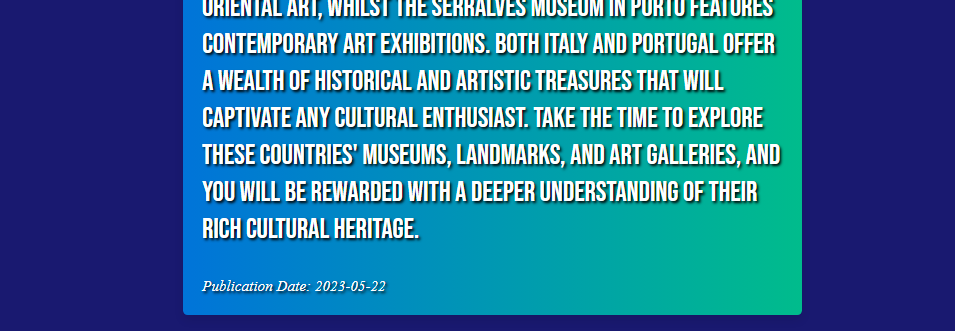 ORIENTAL ART, WHILST THE SERRALVES MUSEUM IN PORTO FEATURES
CONTEMPORARY ART EXHIBITIONS. BOTH ITALY AND PORTUGAL OFFER
A WEALTH OF HISTORICAL AND ARTISTIC TREASURES THAT WILL
CAPTIVATE ANY CULTURAL ENTHUSIAST. TAKE THE TIME TO EXPLORE
THESE COUNTRIES' MUSEUMS, LANDMARKS, AND ART GALLERIES, AND
YOU WILL BE REWARDED WITH A DEEPER UNDERSTANDING OF THEIR
RICH CULTURAL HERITAGE.
Publication Date: 2023-05-22